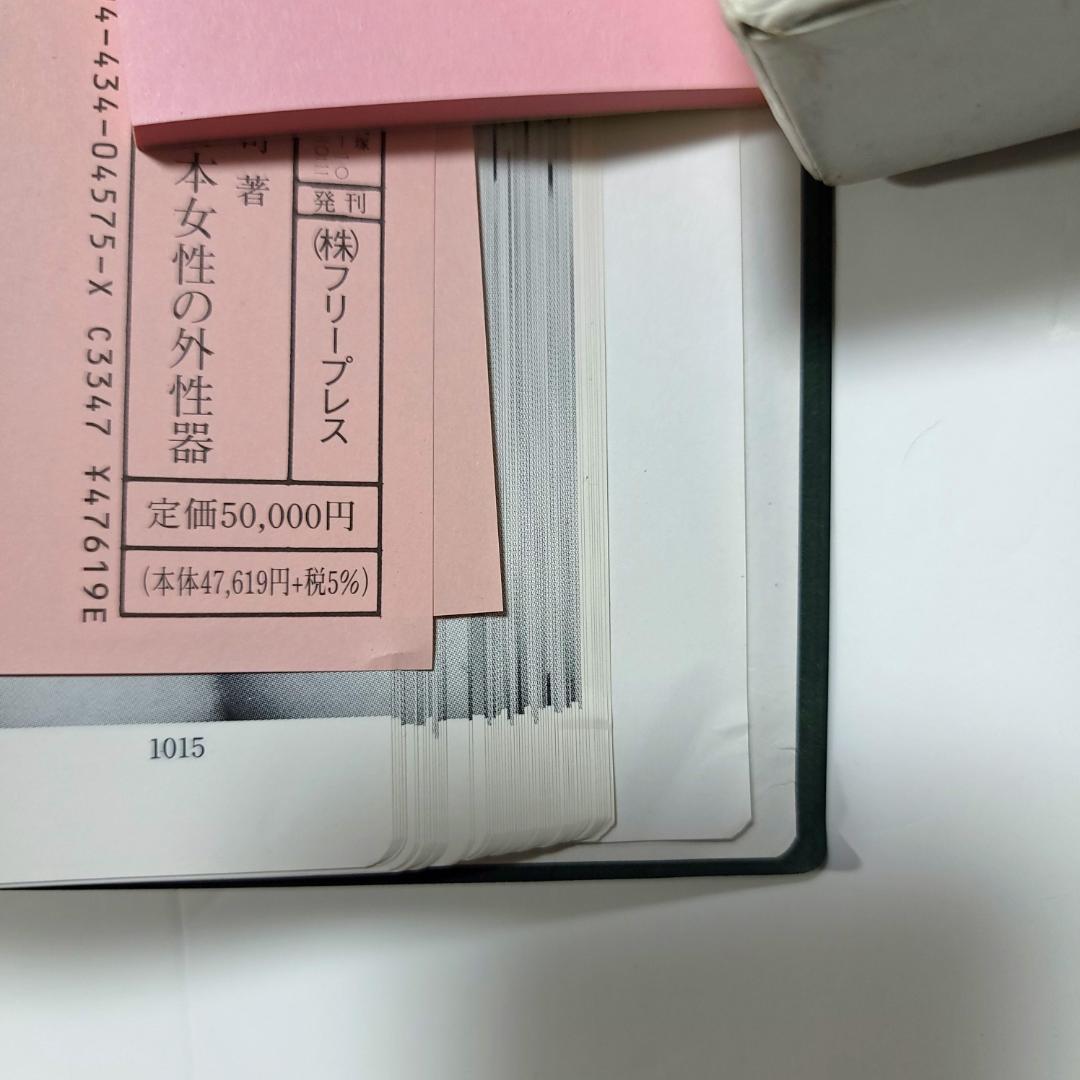 4-434-04575-X C3347 ¥47619E
発刊
㈱フリープレス
著
本女性の外性器
定価50,000円
(本体47,619円+税5%)
1015